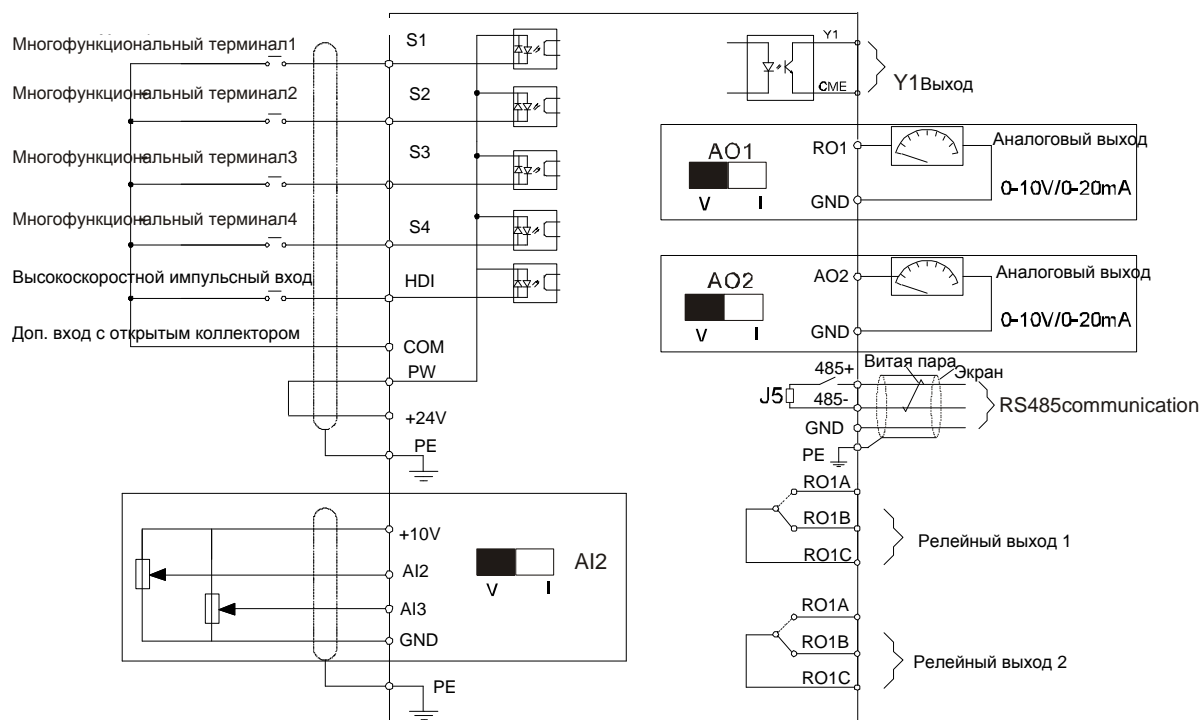 Многофункциональный терминал1
S1
Многофункциональный терминал2
S2
Многофункциональный терминал3
S3
Многофункциональный терминал4
S4
Высокоскоростной импульсный вход
HDI
Доп. вход с открытым коллектором
COM
PW
+24V
PE
+10V
AI2
AI3
GND
V I
AI2
PE
Y1
CME
Y1Выход
AO1
V I
RO1
GND
Аналоговый выход
0-10V/0-20mA
AO2
V I
AO2
GND
Аналоговый выход
0-10V/0-20mA
485+
Витая пара
Экран
J5
485-
RS485communication
GND
PE
RO1A
RO1B
RO1C
Релейный выход 1
RO1A
RO1B
RO1C
Релейный выход 2